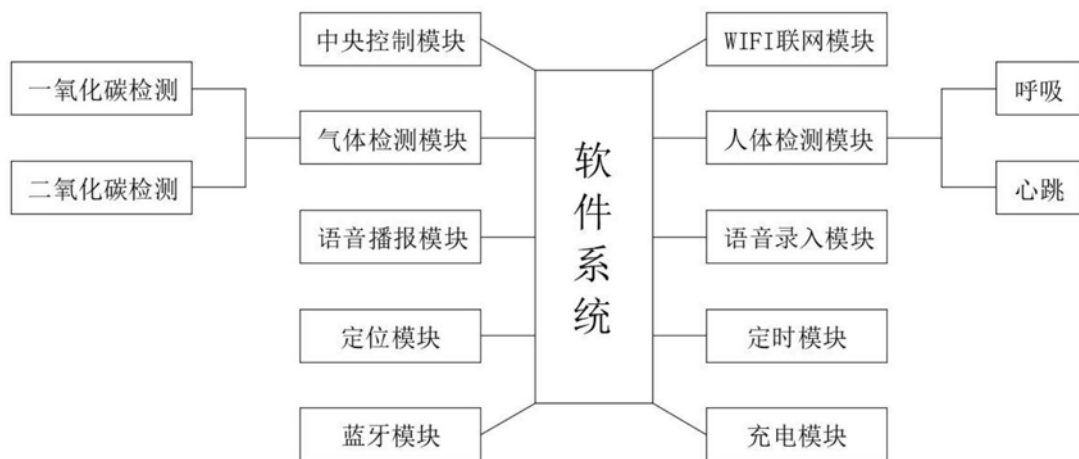 中央控制模块
WIFI联网模块
一氧化碳检测
呼吸
气体检测模块
人体检测模块
二氧化碳检测
心跳
软件系统
语音播报模块
语音录入模块
定位模块
定时模块
蓝牙模块
充电模块